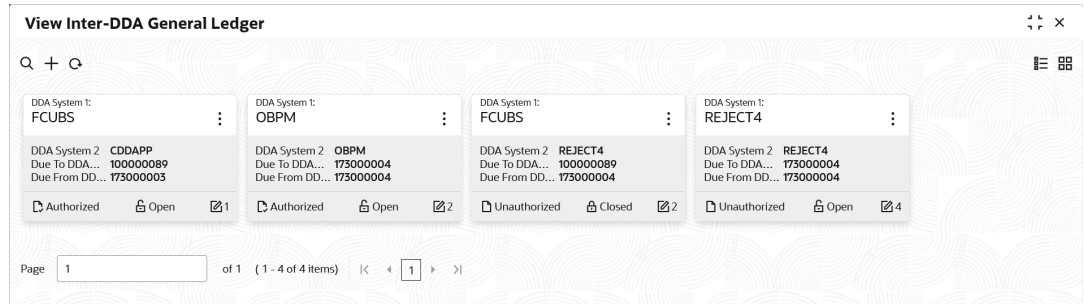 View Inter-DDA General Ledger
DDA System 1:
FCUBS
DDA System 2 CDDAPP
Due To DDA... 100000089
Due From DD... 173000003
Authorized Open 1
DDA System 1:
OBPM
DDA System 2 OBPM
Due To DDA... 173000004
Due From DD... 173000004
Authorized Open 2
DDA System 1:
FCUBS
DDA System 2 REJECT4
Due To DDA... 100000089
Due From DD... 173000004
Unauthorized Closed 2
DDA System 1:
REJECT4
DDA System 2 REJECT4
Due To DDA... 173000004
Due From DD... 173000004
Unauthorized Open 4
Page 1 of 1 (1 - 4 of 4 items) 1